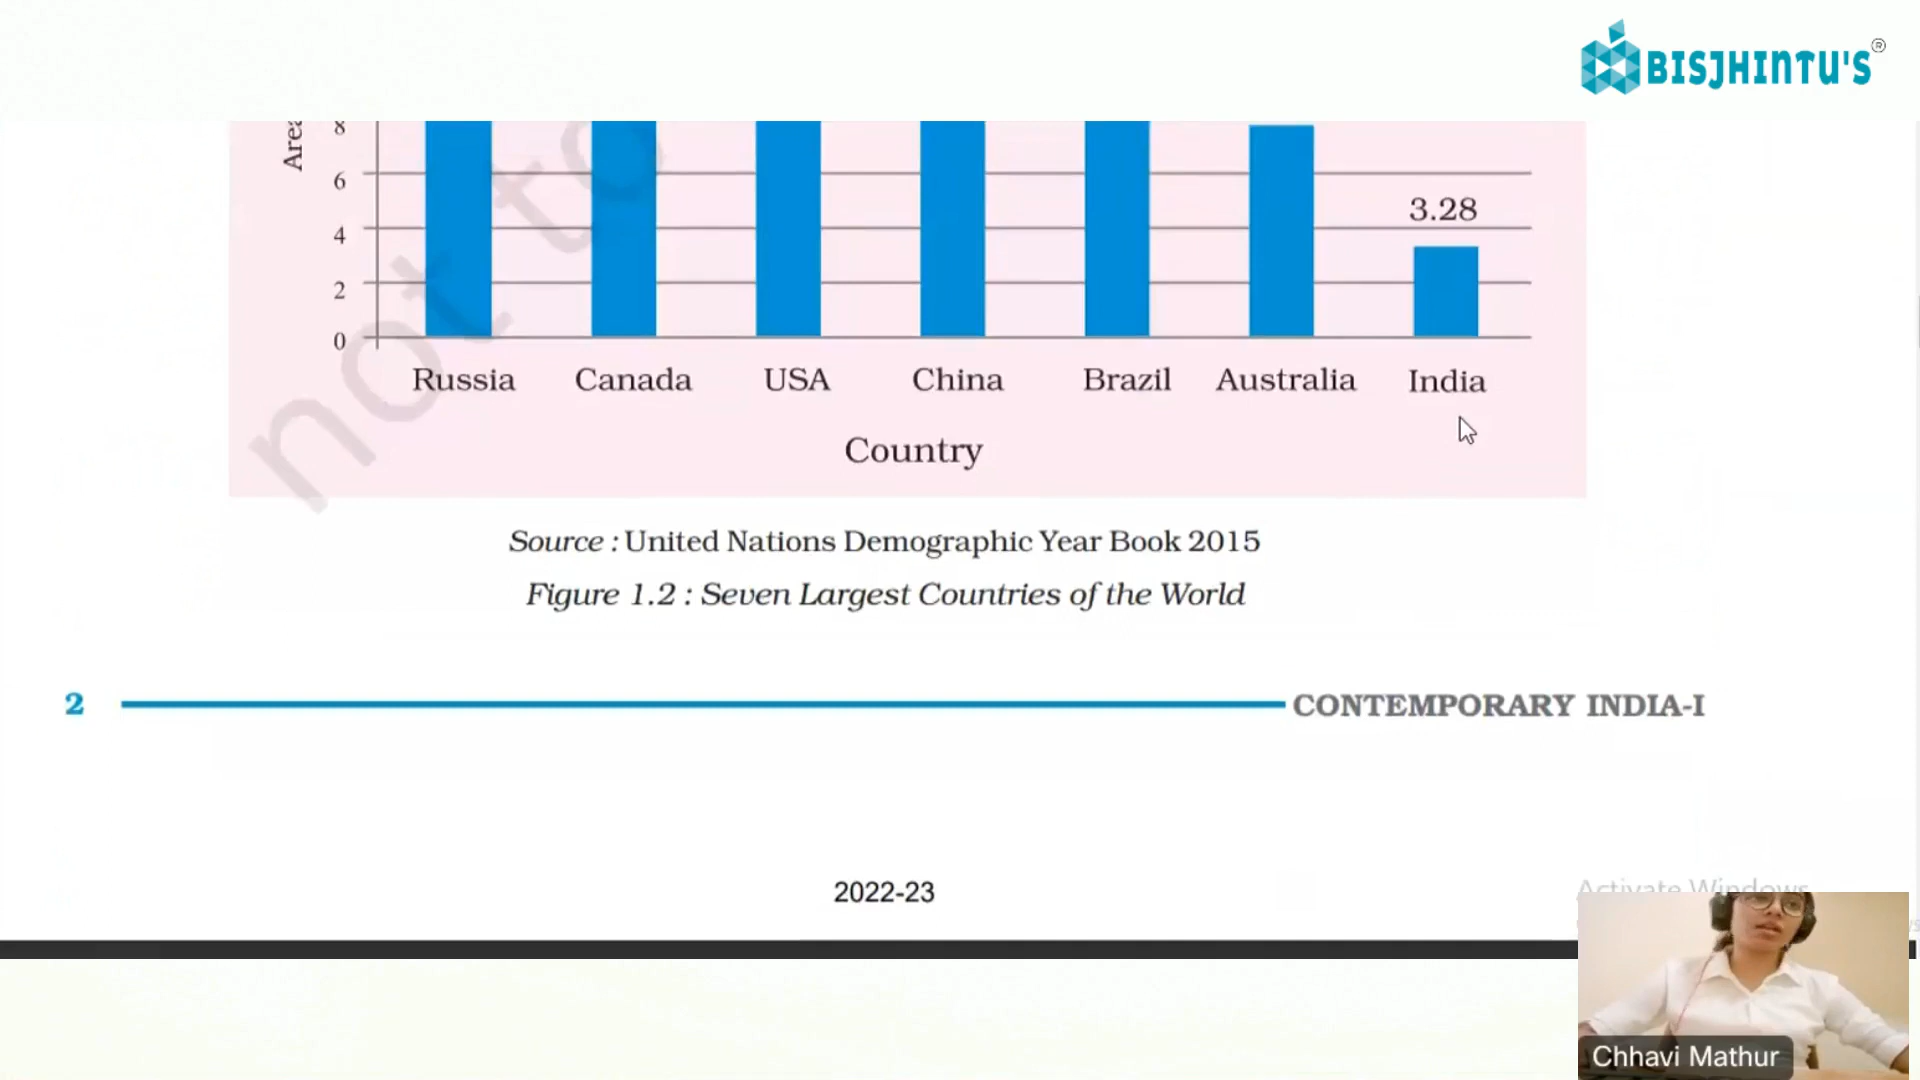 BISJHINTU'S®
8
6
4
2
0
3.28
Russia Canada USA China Brazil Australia India
Country
not to
Source : United Nations Demographic Year Book 2015
Figure 1.2 : Seven Largest Countries of the World
2 CONTEMPORARY INDIA-I
2022-23
Activate Windows
Chhavi Mathur